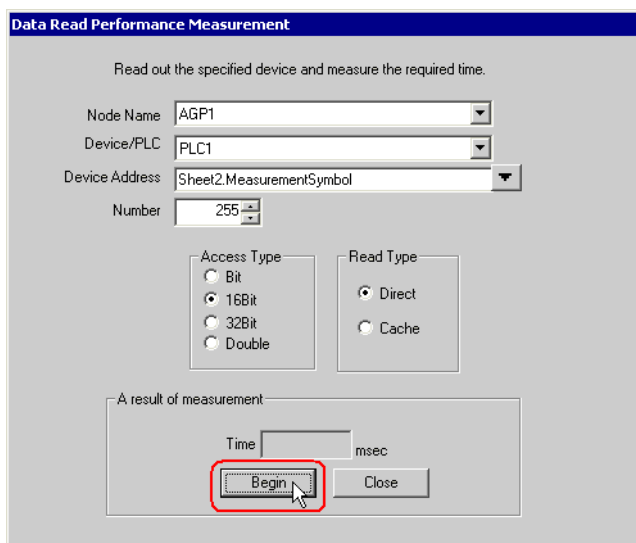 Data Read Performance Measurement
Read out the specified device and measure the required time.
Node Name AGP1
Device/PLC PLC1
Device Address Sheet2.MeasurementSymbol
Number 255
Access Type Read Type
Bit
16Bit Direct
32Bit Cache
Double
A result of measurement
Time msec
Begin Close